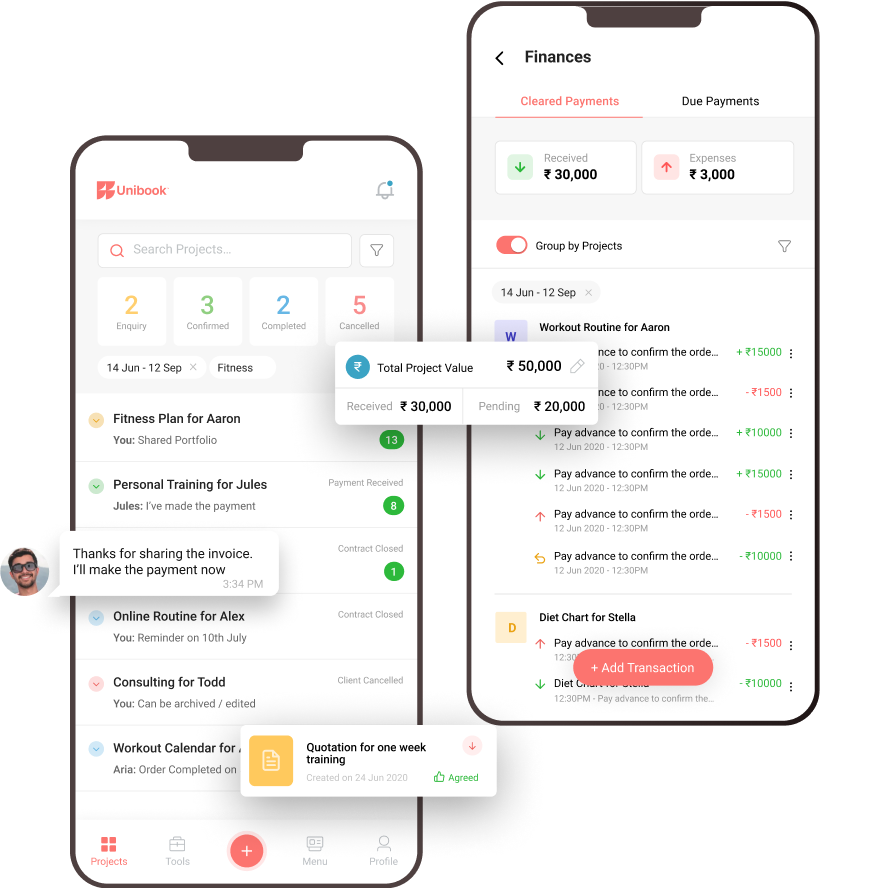 Finances
Cleared Payments
Due Payments
Received
₹ 30,000
Expenses
₹ 3,000
Group by Projects
14 Jun - 12 Sep
W
Workout Routine for Aaron
to confirm the orde...
+ ₹15000
2020 - 12:30PM
to confirm the orde...
- ₹1500
2020 - 12:30PM
Pay advance to confirm the orde...
+ ₹10000
12 Jun 2020 - 12:30PM
Pay advance to confirm the orde...
+ ₹15000
12 Jun 2020 - 12:30PM
Pay advance to confirm the orde...
- ₹1500
12 Jun 2020 - 12:30PM
Pay advance to confirm the orde...
- ₹10000
12 Jun 2020 - 12:30PM
D
Diet Chart for Stella
Pay advance to confirm the orde...
- ₹1500
+ Add Transaction
Diet Chart for Stella
- ₹10000
12:30PM - Pay advance to confirm the...
Unibook
Search Projects...
2
Enquiry
3
Confirmed
2
Completed
5
Cancelled
14 Jun - 12 Sep
Fitness
Total Project Value
₹ 50,000
Received ₹ 30,000
Pending ₹ 20,000
Fitness Plan for Aaron
You: Shared Portfolio
13
Personal Training for Jules
Payment Received
Jules: I've made the payment
8
Contract Closed
1
Thanks for sharing the invoice.
I'll make the payment now
3:34 PM
Online Routine for Alex
Contract Closed
You: Reminder on 10th July
Consulting for Todd
Client Cancelled
You: Can be archived / edited
Workout Calendar for
Aria: Order Completed on
Quotation for one week
training
Created on 24 Jun 2020
Agreed
Projects
Tools
Menu
Profile